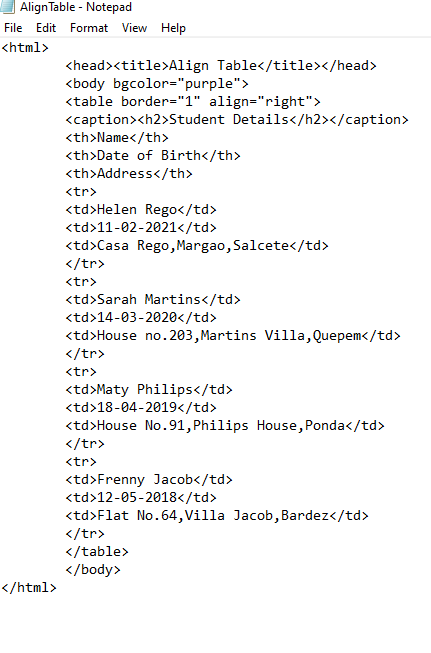 AlignTable - Notepad
File Edit Format View Help
<html>
<head><title>Align Table</title></head>
<body bgcolor="purple">
<table border="1" align="right">
<caption><h2>Student Details</h2></caption>
<th>Name</th>
<th>Date of Birth</th>
<th>Address</th>
<tr>
<td>Helen Rego</td>
<td>11-02-2021</td>
<td>Casa Rego,Margao,Salcete</td>
</tr>
<tr>
<td>Sarah Martins</td>
<td>14-03-2020</td>
<td>House no.203,Martins Villa,Quepem</td>
</tr>
<tr>
<td>Maty Philips</td>
<td>18-04-2019</td>
<td>House No.91,Philips House,Ponda</td>
</tr>
<tr>
<td>Frenny Jacob</td>
<td>12-05-2018</td>
<td>Flat No.64,Villa Jacob,Bardez</td>
</tr>
</table>
</body>
</html>